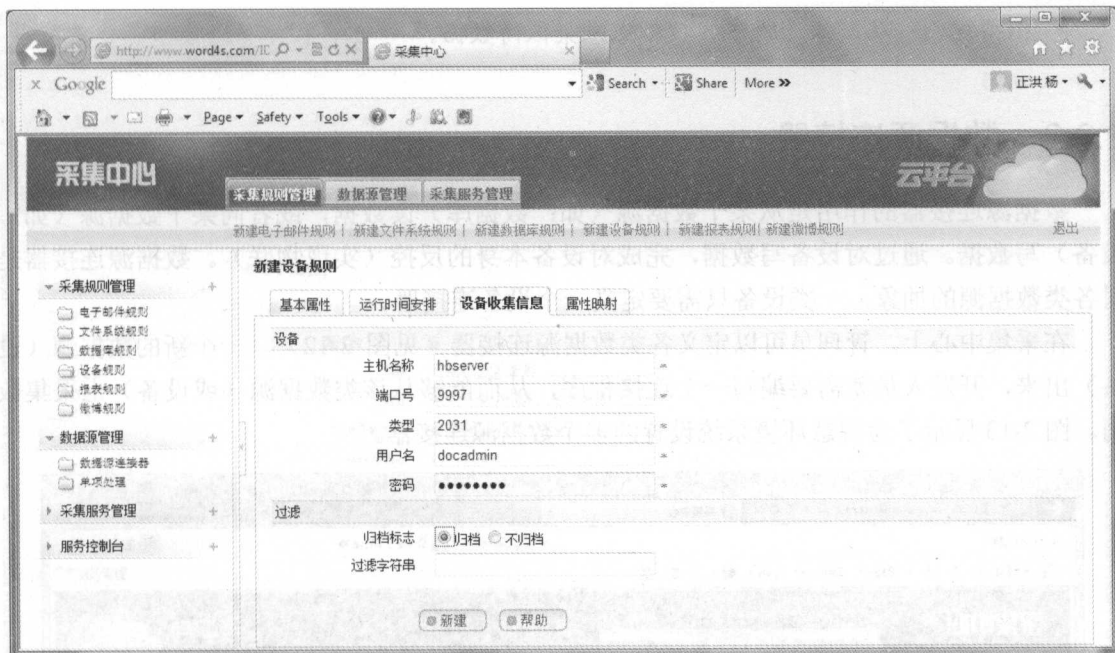 http://www.word4s.com/IC
采集中心
x Google
Search
Share
More »
正洪 杨
Page
Safety
Tools
采集中心
云平台
采集规则管理 数据源管理 采集服务管理
新建电子邮件规则 | 新建文件系统规则 | 新建数据库规则 | 新建设备规则 | 新建报表规则 | 新建微博规则
退出
采集规则管理 +
电子邮件规则
文件系统规则
数据库规则
设备规则
报表规则
微博规则
数据源管理 +
数据源连接器
单项处理
采集服务管理 +
服务控制台 +
新建设备规则
基本属性 运行时间安排 设备收集信息 属性映射
设备
主机名称 hbserver
端口号 9997
类型 2031
用户名 docadmin
密码 ●●●●●●●●
过滤
归档标志 归档 不归档
过滤字符串
新建 帮助